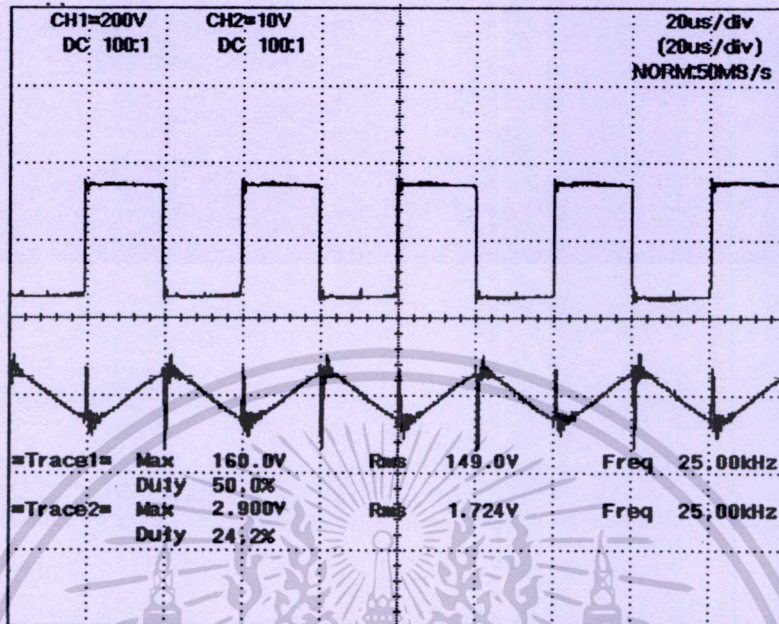 CH1=200V CH2=10V 20us/div
DC 100:1 DC 100:1 (20us/div)
NORM:50MS/s
=Trace1= Max 160.0V Rms 149.0V Freq 25.00kHz
Duty 50.0%
=Trace2= Max 2.900V Rms 1.724V Freq 25.00kHz
Duty 24.2%